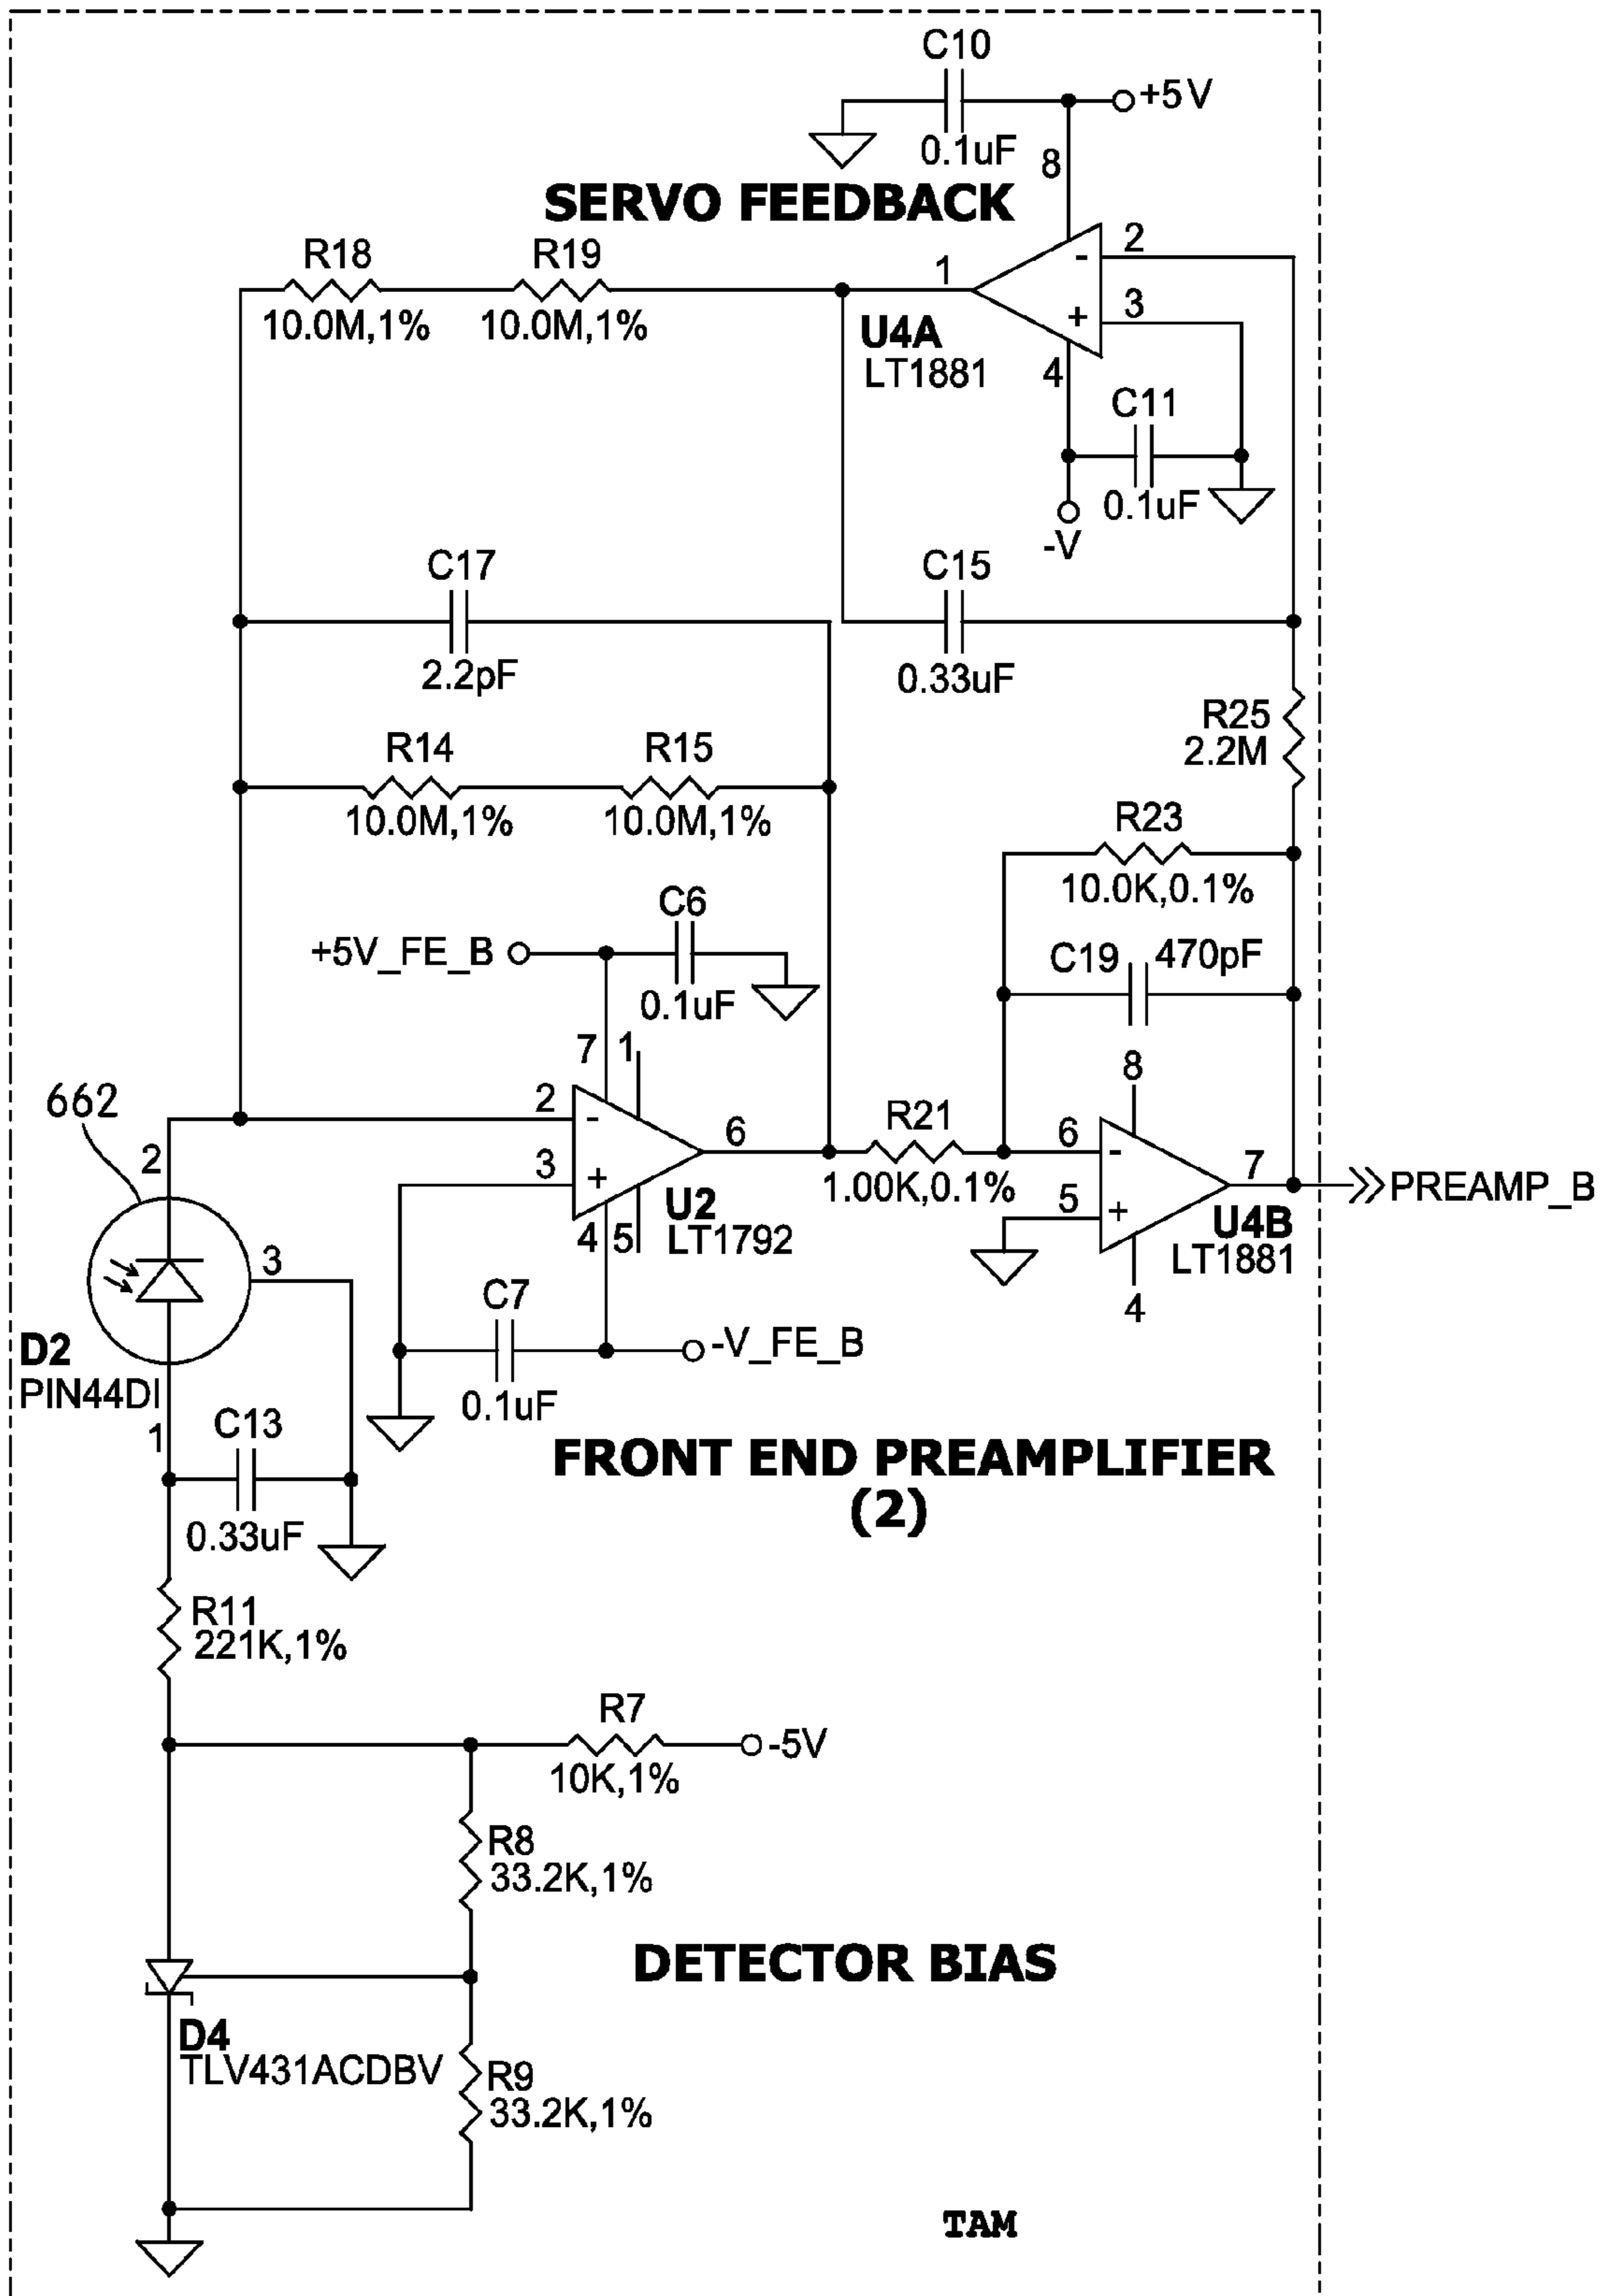 C10
+5V
0.1uF
8
SERVO FEEDBACK
R18
10.0M,1%
R19
10.0M,1%
1
2
-
3
+
U4A
LT1881
4
C11
0.1uF
-V
C17
2.2pF
C15
0.33uF
R25
2.2M
R14
10.0M,1%
R15
10.0M,1%
R23
10.0K,0.1%
C6
+5V_FE_B
0.1uF
C19
470pF
7
1
8
662
2
2
-
3
+
6
R21
1.00K,0.1%
6
-
5
+
7
PREAMP_B
U2
LT1792
4
5
U4B
LT1881
4
3
D2
PIN44DI
C7
0.1uF
-V_FE_B
1
C13
0.33uF
FRONT END PREAMPLIFIER
(2)
R11
221K,1%
R7
10K,1%
-5V
R8
33.2K,1%
DETECTOR BIAS
D4
TLV431ACDBV
R9
33.2K,1%
TAM